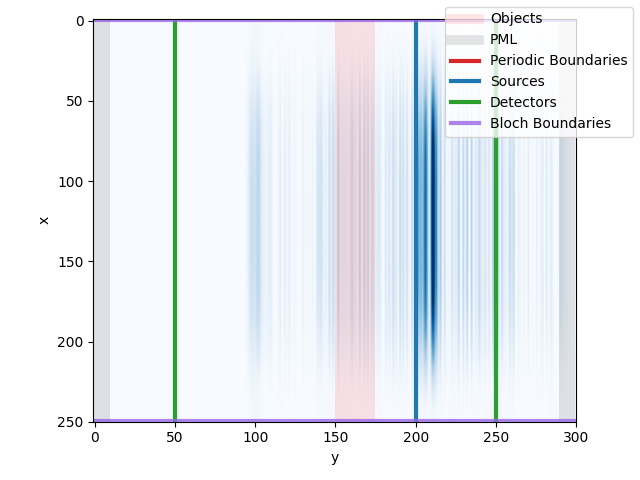 Objects
PML
Periodic Boundaries
Sources
Detectors
Bloch Boundaries
0
50
100
150
200
250
x
0
50
100
150
200
250
300
y